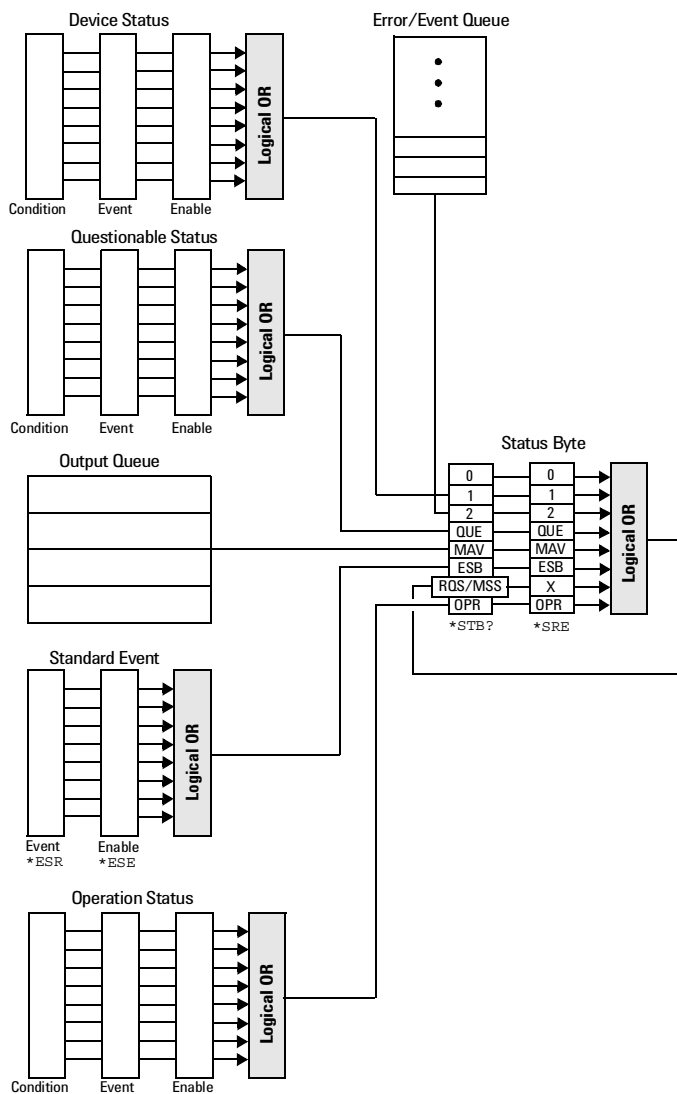 Device Status
Logical OR
Condition Event Enable
Error/Event Queue
Questionable Status
Logical OR
Condition Event Enable
Output Queue
Status Byte
0 0
1 1
2 2
QUE QUE
MAV MAV
ESB ESB
RQS/MSS X
OPR OPR
*STB? *SRE
Logical OR
Standard Event
Logical OR
Event Enable
*ESR *ESE
Operation Status
Logical OR
Condition Event Enable